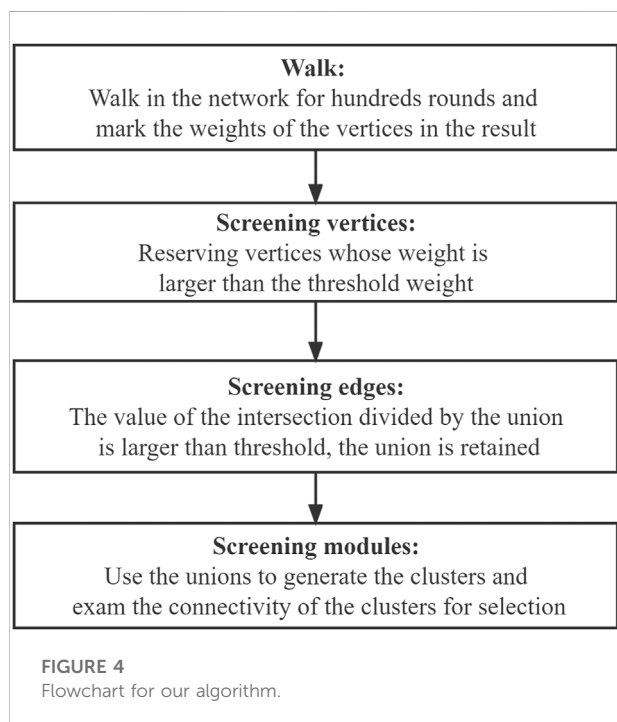 Walk:
Walk in the network for hundreds rounds and
mark the weights of the vertices in the result
Screening vertices:
Reserving vertices whose weight is
larger than the threshold weight
Screening edges:
The value of the intersection divided by the union
is larger than threshold, the union is retained
Screening modules:
Use the unions to generate the clusters and
exam the connectivity of the clusters for selection
FIGURE 4
Flowchart for our algorithm.